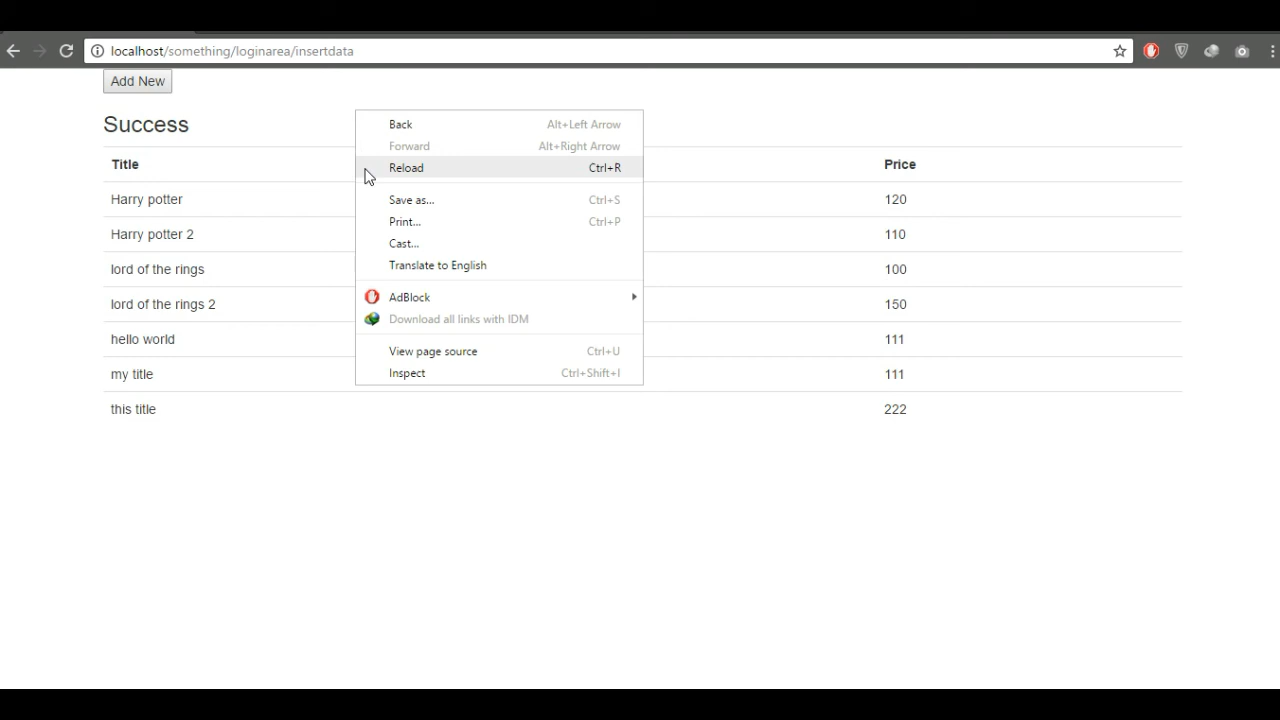 localhost/something/loginarea/insertdata
Add New
Success
Title Price
Harry potter 120
Harry potter 2 110
lord of the rings 100
lord of the rings 2 150
hello world 111
my title 111
this title 222
Back Alt+Left Arrow
Forward Alt+Right Arrow
Reload Ctrl+R
Save as... Ctrl+S
Print... Ctrl+P
Cast...
Translate to English
AdBlock
Download all links with IDM
View page source Ctrl+U
Inspect Ctrl+Shift+I